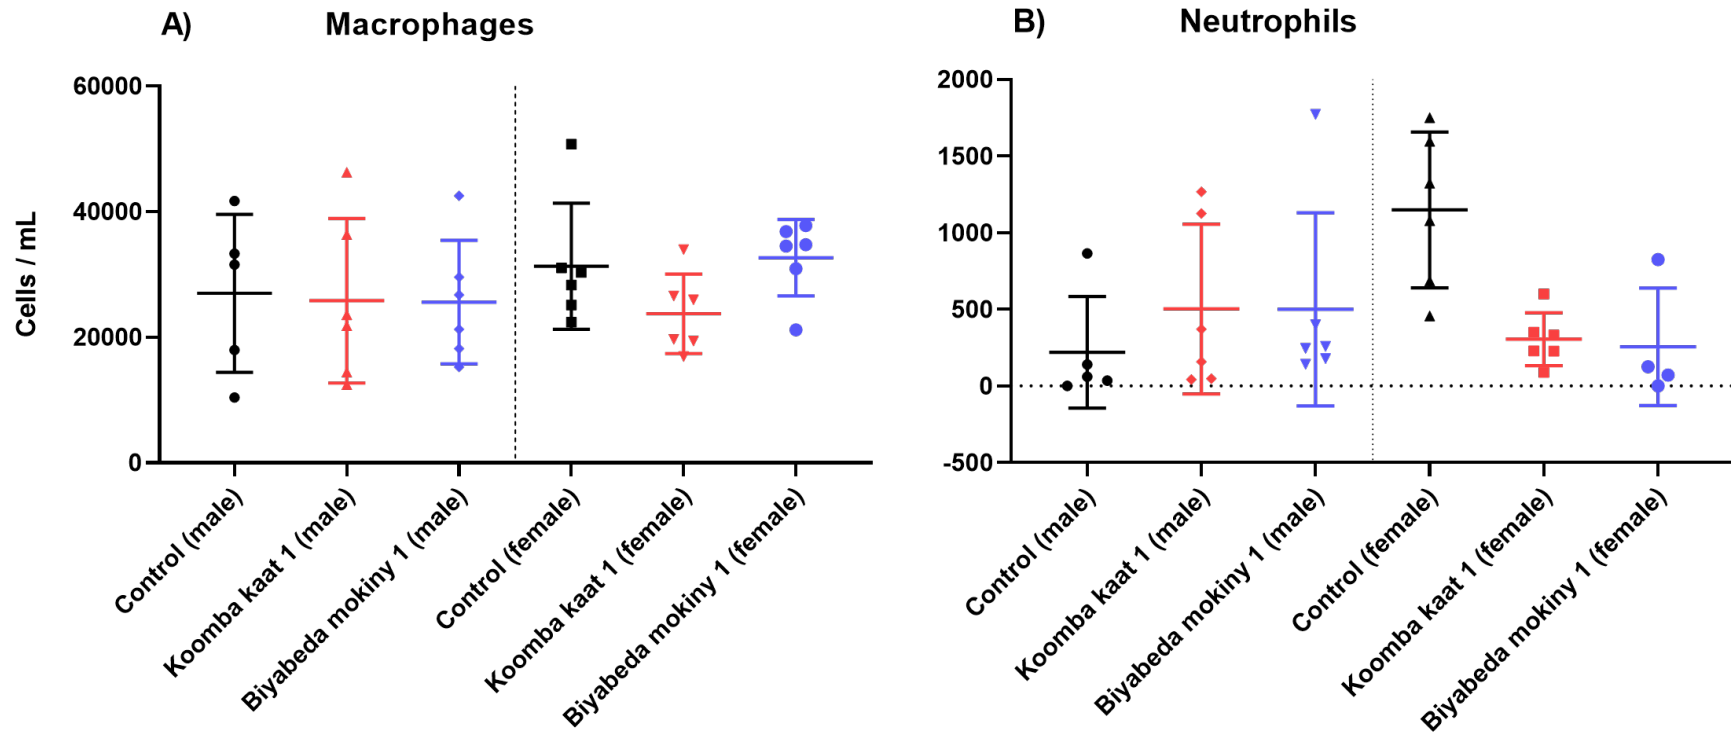 A) Macrophages
Cells / mL
60000
40000
20000
0
Control (male)
Koomba kaat 1 (male)
Biyabeda mokiny 1 (male)
Control (female)
Koomba kaat 1 (female)
Biyabeda mokiny 1 (female)
B) Neutrophils
2000
1500
1000
500
0
-500
Control (male)
Koomba kaat 1 (male)
Biyabeda mokiny 1 (male)
Control (female)
Koomba kaat 1 (female)
Biyabeda mokiny 1 (female)